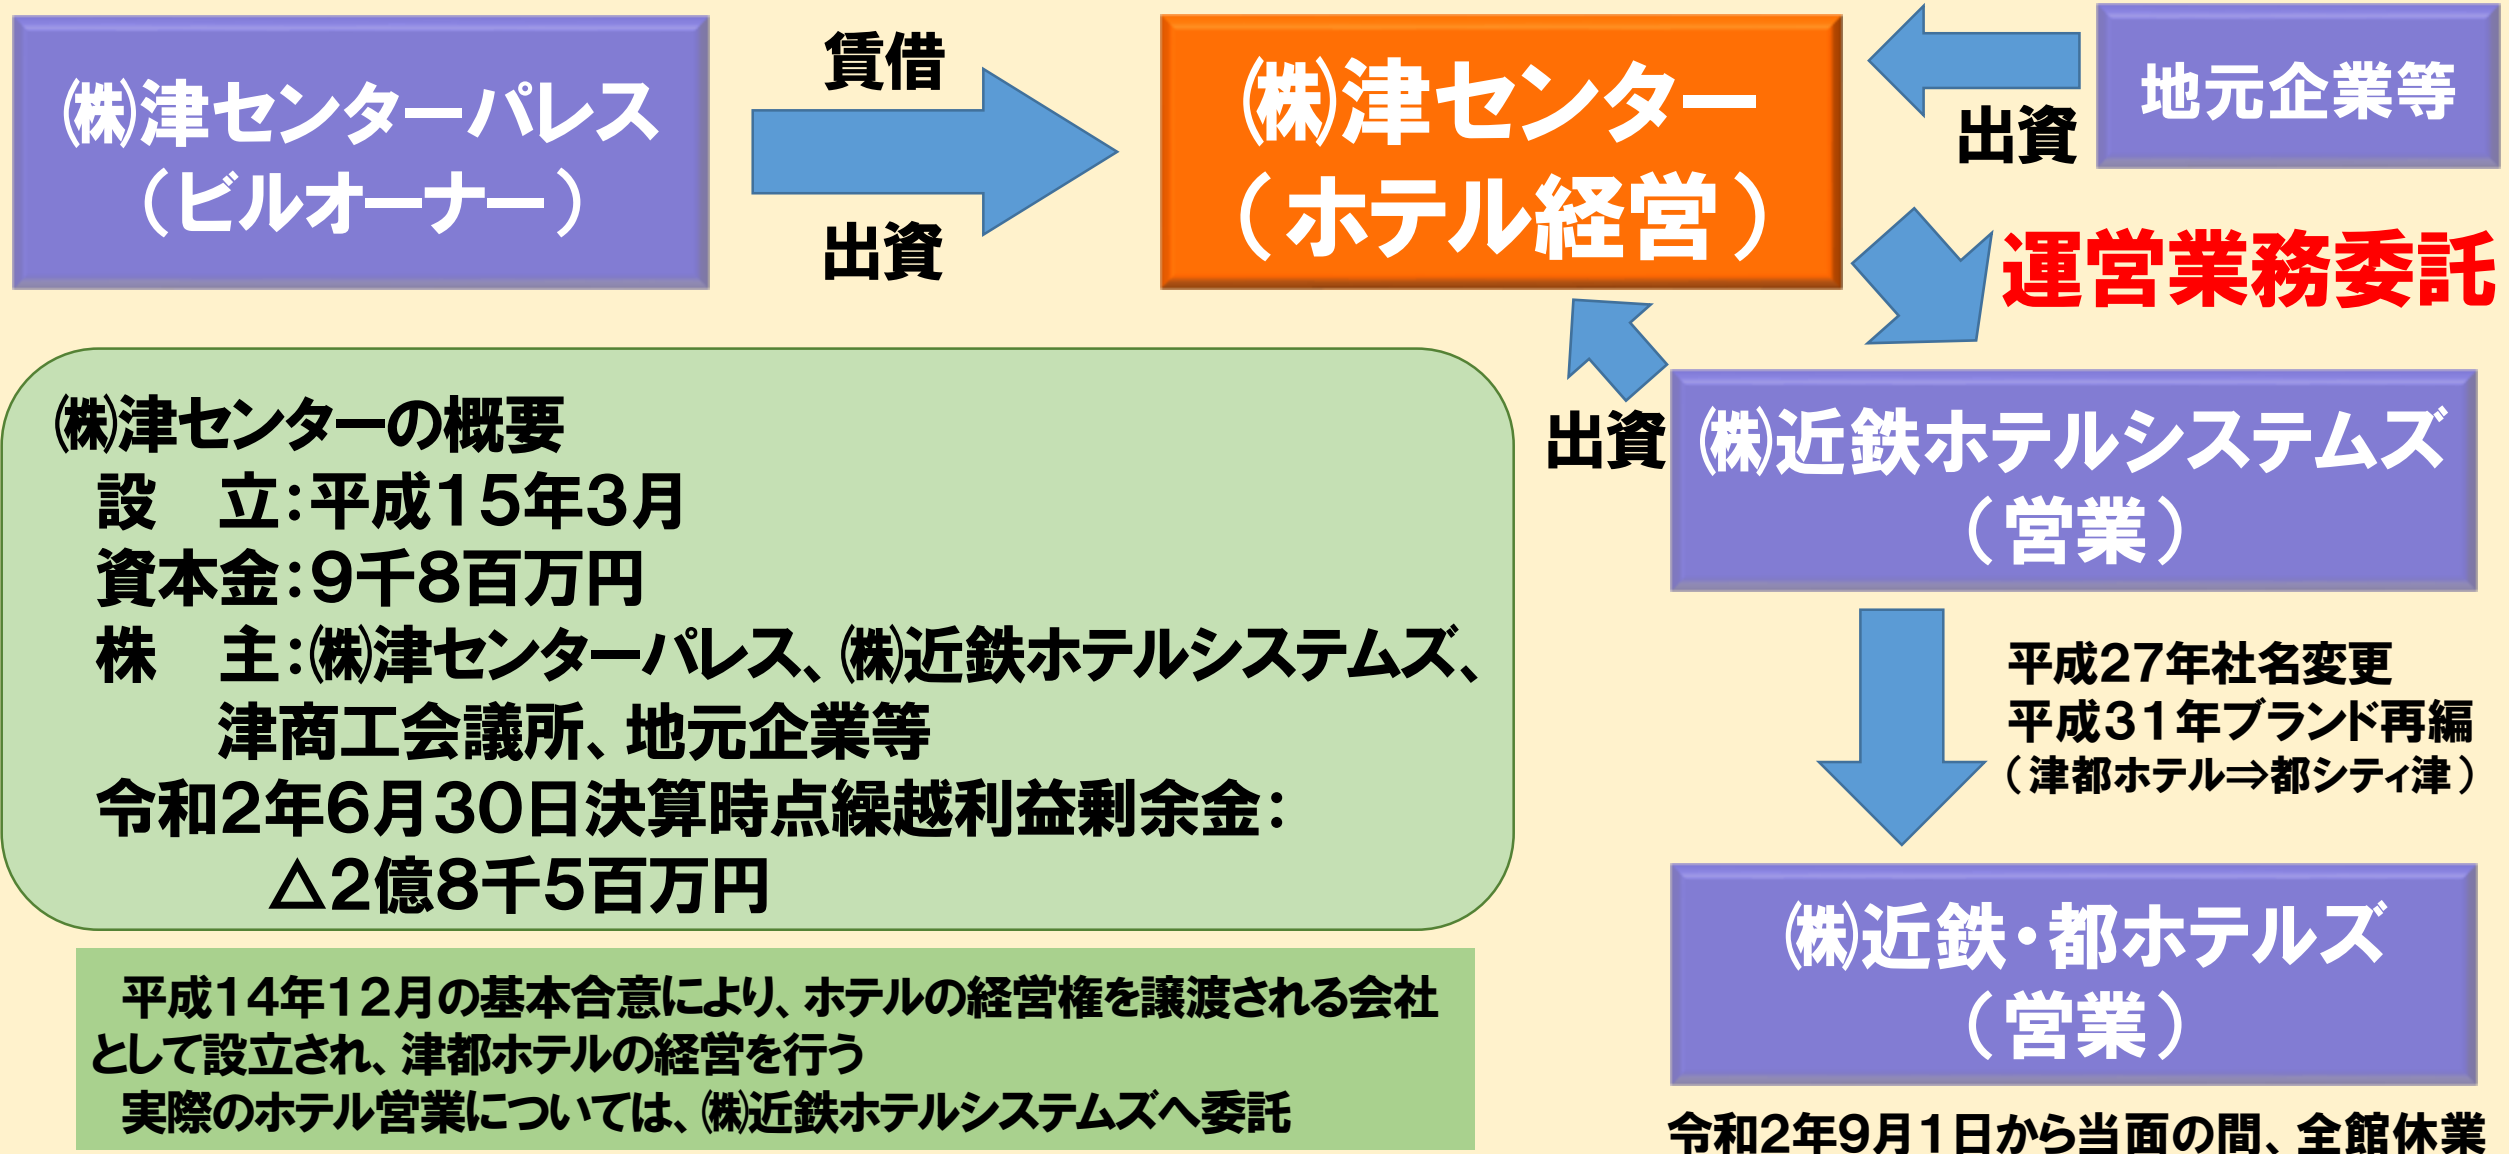 ㈱津センターパレス
（ビルオーナー）
賃借
出資
㈱津センター
（ホテル経営）
地元企業等
出資
運営業務委託
出資
㈱近鉄ホテルシステムズ
（営業）
㈱津センターの概要
設　立：平成１５年３月
資本金：９千８百万円
株　主：㈱津センターパレス、㈱近鉄ホテルシステムズ、
津商工会議所、地元企業等
令和２年６月３０日決算時点繰越利益剰余金：
△２億８千５百万円
平成２７年社名変更
平成３１年ブランド再編
（津都ホテル⇒都シティ津）
㈱近鉄・都ホテルズ
（営業）
平成１４年１２月の基本合意により、ホテルの経営権を譲渡される会社
として設立され、津都ホテルの経営を行う
実際のホテル営業については、㈱近鉄ホテルシステムズへ委託
令和２年９月１日から当面の間、全館休業